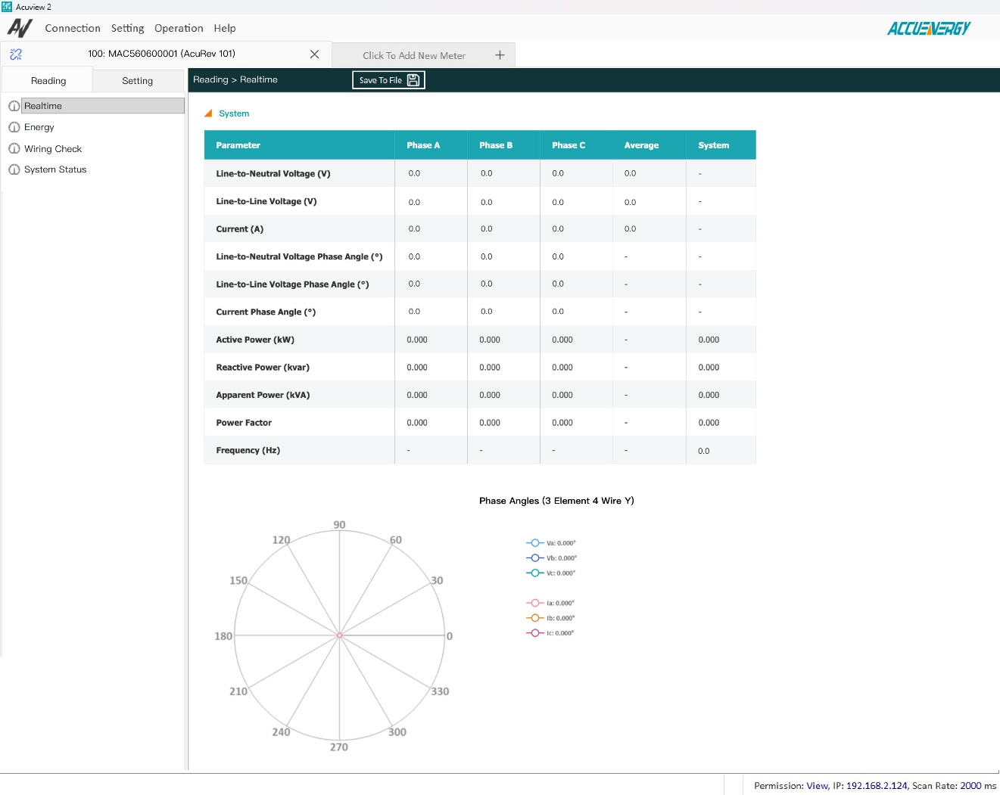 Acuview 2
Connection Setting Operation Help
ACCUENERGY
100: MAC560600001 (AcuRev 101)
Click To Add New Meter
Reading Setting
Reading > Realtime Save To File
Realtime
Energy
Wiring Check
System Status
System
Parameter Phase A Phase B Phase C Average System
Line-to-Neutral Voltage (V) 0.0 0.0 0.0 0.0 -
Line-to-Line Voltage (V) 0.0 0.0 0.0 0.0 -
Current (A) 0.0 0.0 0.0 0.0 -
Line-to-Neutral Voltage Phase Angle (°) 0.0 0.0 0.0 - -
Line-to-Line Voltage Phase Angle (°) 0.0 0.0 0.0 - -
Current Phase Angle (°) 0.0 0.0 0.0 - -
Active Power (kW) 0.000 0.000 0.000 - 0.000
Reactive Power (kvar) 0.000 0.000 0.000 - 0.000
Apparent Power (kVA) 0.000 0.000 0.000 - 0.000
Power Factor 0.000 0.000 0.000 - 0.000
Frequency (Hz) - - - - 0.0
Phase Angles (3 Element 4 Wire Y)
90
120 60
150 30
180 0
210 330
240 300
270
Va: 0.000°
Vb: 0.000°
Vc: 0.000°
Ia: 0.000°
Ib: 0.000°
Ic: 0.000°
Permission: View, IP: 192.168.2.124, Scan Rate: 2000 ms